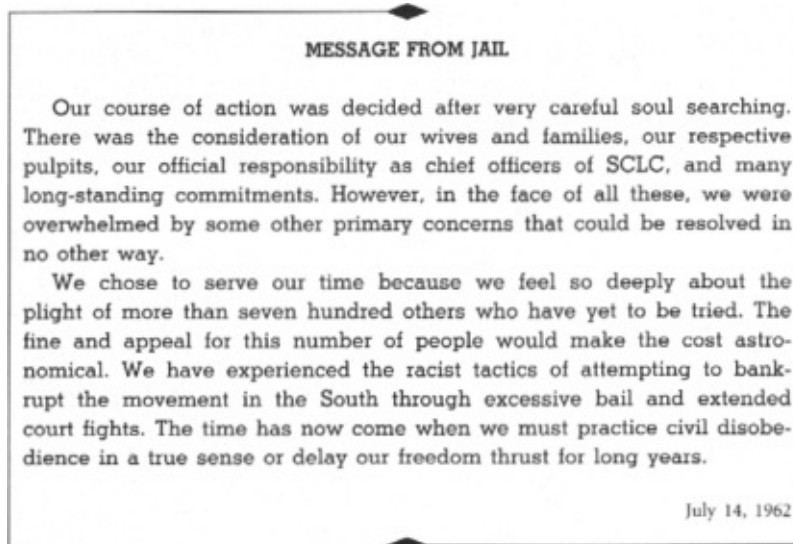 MESSAGE FROM JAIL
Our course of action was decided after very careful soul searching.
There was the consideration of our wives and families, our respective
pulpits, our official responsibility as chief officers of SCLC, and many
long-standing commitments. However, in the face of all these, we were
overwhelmed by some other primary concerns that could be resolved in
no other way.
We chose to serve our time because we feel so deeply about the
plight of more than seven hundred others who have yet to be tried. The
fine and appeal for this number of people would make the cost astro-
nomical. We have experienced the racist tactics of attempting to bank-
rupt the movement in the South through excessive bail and extended
court fights. The time has now come when we must practice civil disobe-
dience in a true sense or delay our freedom thrust for long years.
July 14, 1962